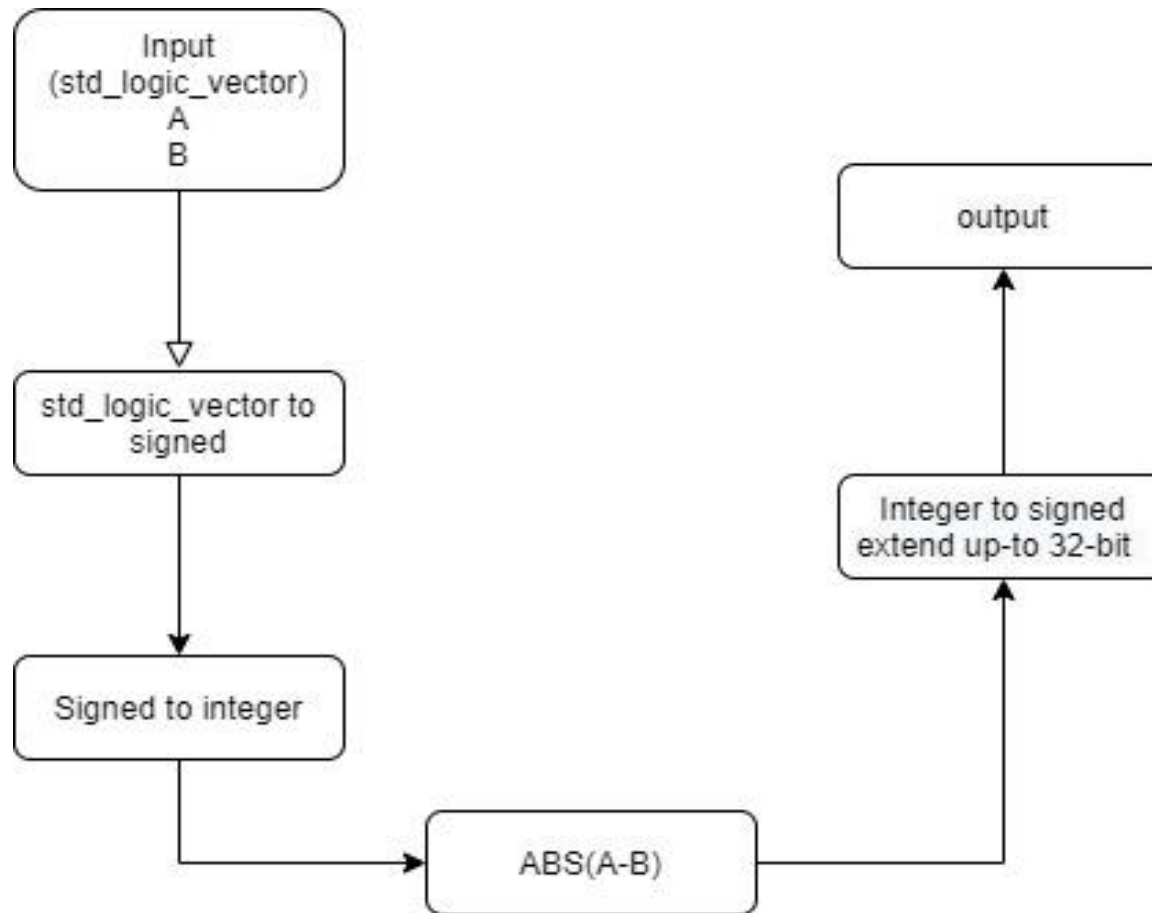 Input
(std_logic_vector)
A
B
std_logic_vector to
signed
Signed to integer
ABS(A-B)
Integer to signed
extend up-to 32-bit
output